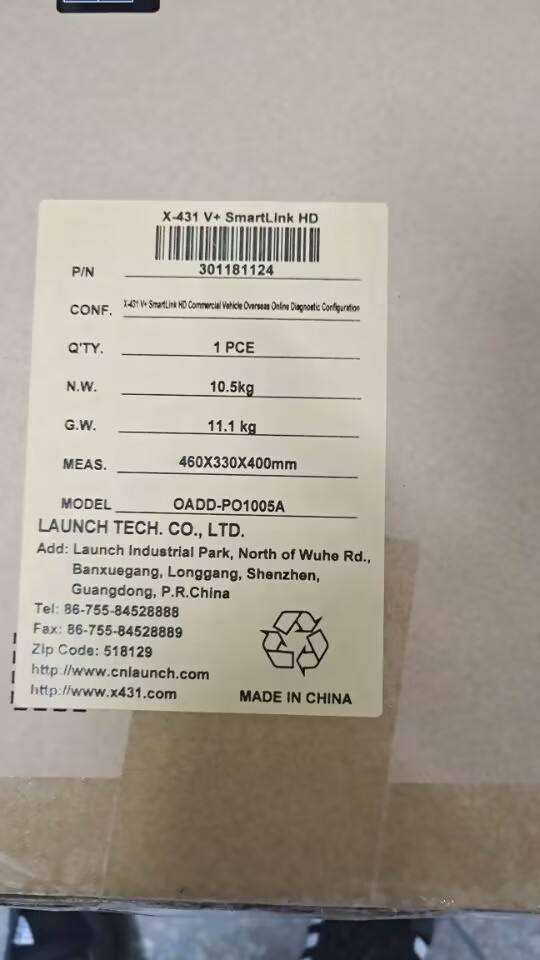 X-431 V+ SmartLink HD
P/N 301181124
CONF. X-431 V+ SmartLink HD Commercial Vehicle Overseas Online Diagnostic Configuration
Q'TY. 1 PCE
N.W. 10.5kg
G.W. 11.1 kg
MEAS. 460X330X400mm
MODEL OADD-PO1005A
LAUNCH TECH. CO., LTD.
Add: Launch Industrial Park, North of Wuhe Rd.,
Banxuegang, Longgang, Shenzhen,
Guangdong, P.R.China
Tel: 86-755-84528888
Fax: 86-755-84528889
Zip Code: 518129
http://www.cnlaunch.com
http://www.x431.com
MADE IN CHINA